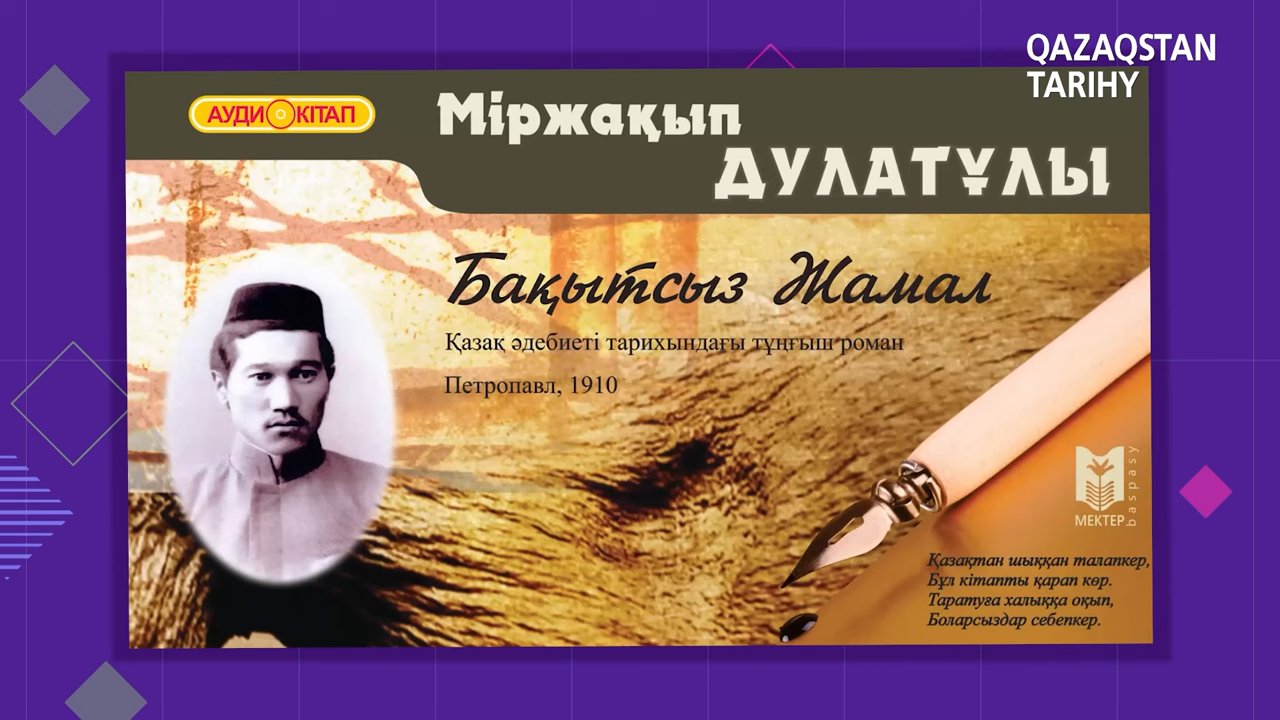 QAZAQSTAN
TARIHY
АУДИОКІТАП
Міржақып
ДУЛАТҰЛЫ
Бақытсыз Жамал
Қазақ әдебиеті тарихындағы тұңғыш роман
Петропавл, 1910
МЕКТЕП
baspasy
Қазақтан шыққан талапкер,
Бұл кітапты қарап көр.
Таратуға халыққа оқып,
Боларсыздар себепкер.